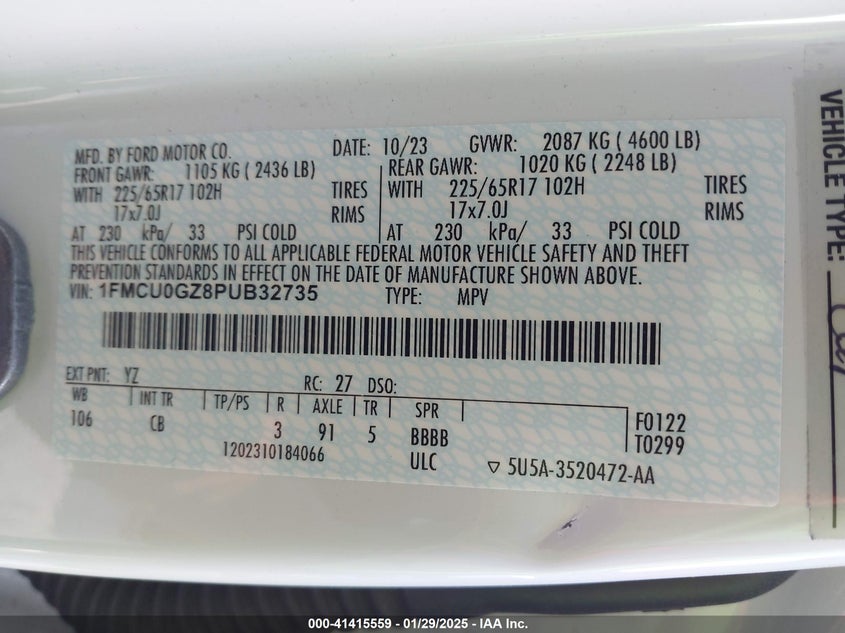 MFD. BY FORD MOTOR CO.
DATE: 10/23 GVWR: 2087 KG ( 4600 LB)
FRONT GAWR: 1105 KG ( 2436 LB)
WITH 225/65R17 102H TIRES
17x7.0J RIMS
AT 230 kPa/ 33 PSI COLD
REAR GAWR: 1020 KG ( 2248 LB)
WITH 225/65R17 102H TIRES
17x7.0J RIMS
AT 230 kPa/ 33 PSI COLD
THIS VEHICLE CONFORMS TO ALL APPLICABLE FEDERAL MOTOR VEHICLE SAFETY AND THEFT
PREVENTION STANDARDS IN EFFECT ON THE DATE OF MANUFACTURE SHOWN ABOVE.
VIN: 1FMCU0GZ8PUB32735 TYPE: MPV
EXT PNT: YZ RC: 27 DSO:
WB INT TR TP/PS R AXLE TR SPR
106 CB 3 91 5 BBBB
F0122
T0299
1202310184066 ULC
5U5A-3520472-AA
VEHICLE TYPE:
000-41415559 - 01/29/2025 - IAA Inc.